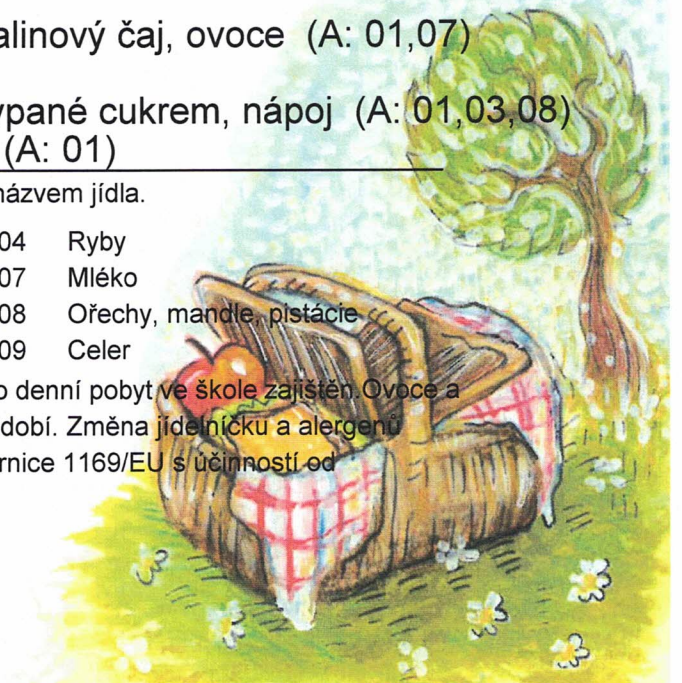 alinový čaj, ovoce (A: 01,07)
ypané cukrem, nápoj (A: 01,03,08)
(A: 01)
názvem jídla.
04 Ryby
07 Mléko
08 Ořechy, mandle, pistácie
09 Celer
o denní pobyt ve škole zajištěn.Ovoce a
dobí. Změna jídelníčku a alergenů
rnice 1169/EU s účinností od